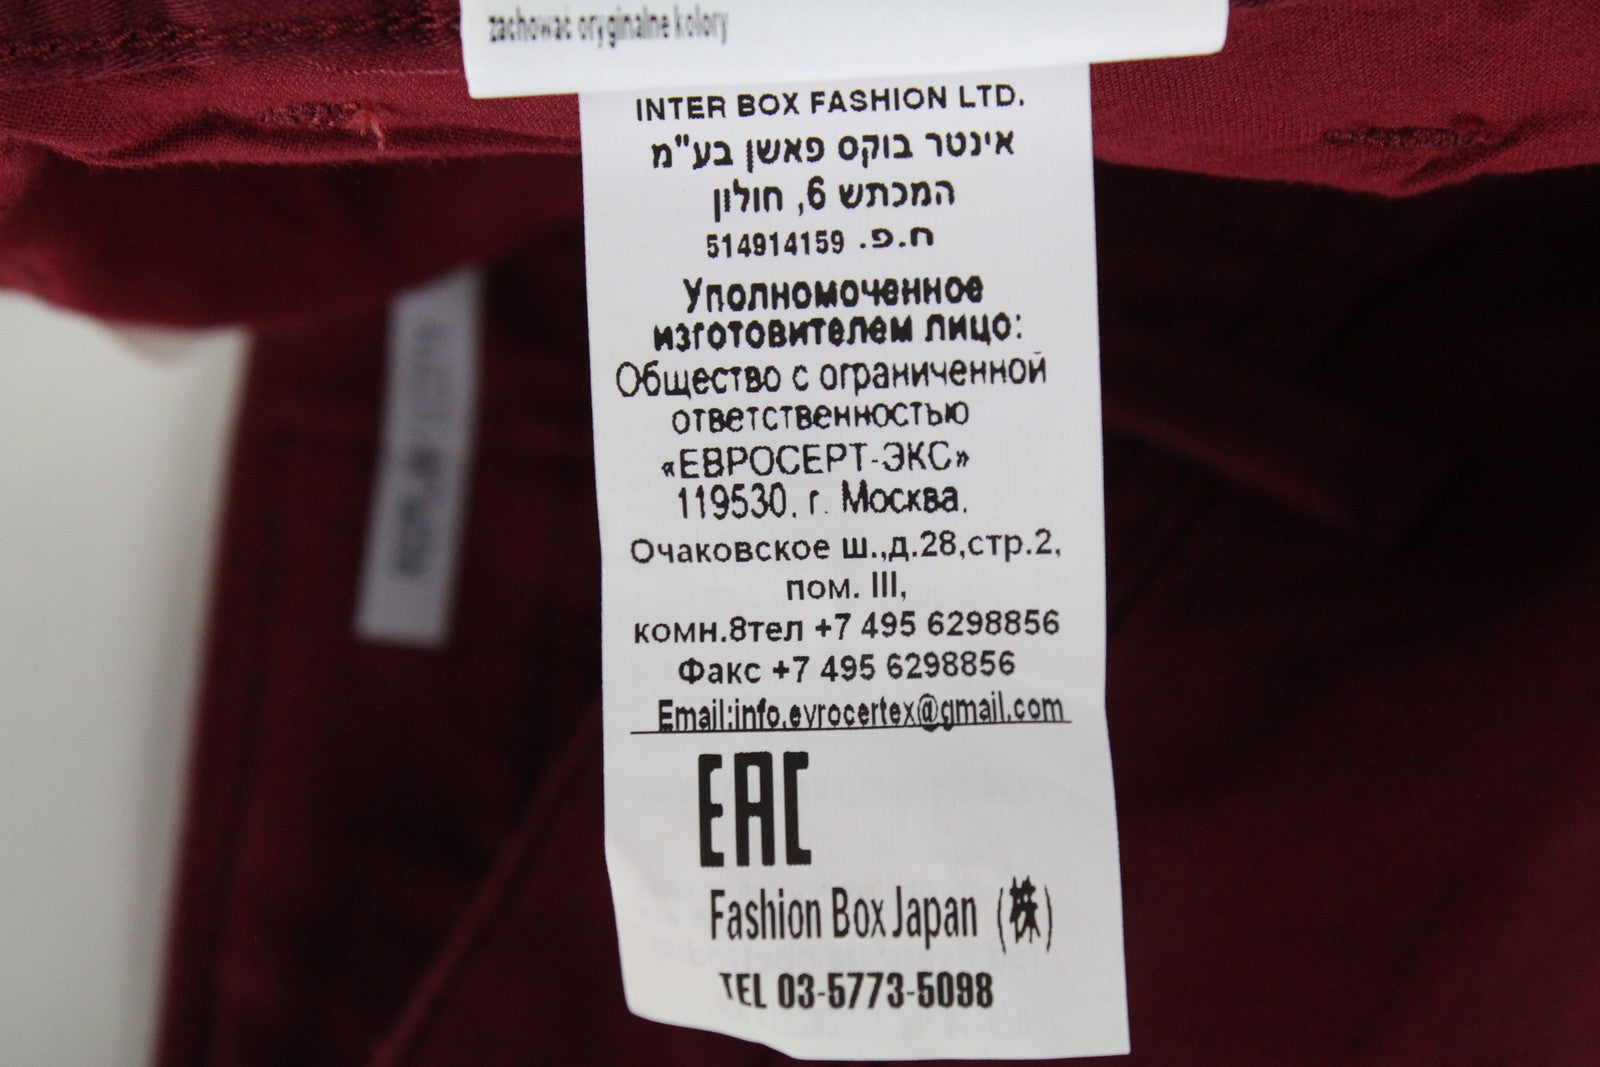 zachować oryginalne kolory
INTER BOX FASHION LTD.
אינטר בוקס פאשן בע"מ
המכתש 6, חולון
ח.פ. 514914159
Уполномоченное
изготовителем лицо:
Общество с ограниченной
ответственностью
«ЕВРОСЕРТ-ЭКС»
119530. г. Москва.
Очаковское ш.,д.28,стр.2,
пом. III,
комн.8тел +7 495 6298856
Факс +7 495 6298856
Email:info.evrocertex@gmail.com
EAC
Fashion Box Japan (株)
TEL 03-5773-5098